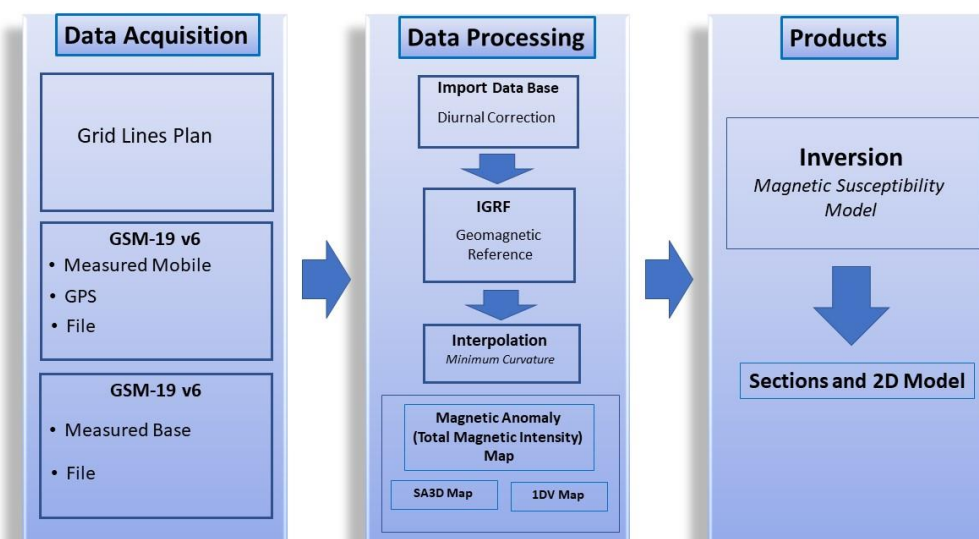 Data Acquisition
Grid Lines Plan
GSM-19 v6
• Measured Mobile
• GPS
• File
GSM-19 v6
• Measured Base
• File
Data Processing
Import Data Base
Diurnal Correction
IGRF
Geomagnetic
Reference
Interpolation
Minimum Curvature
Magnetic Anomaly
(Total Magnetic Intensity)
Map
SA3D Map
1DV Map
Products
Inversion
Magnetic Susceptibility
Model
Sections and 2D Model